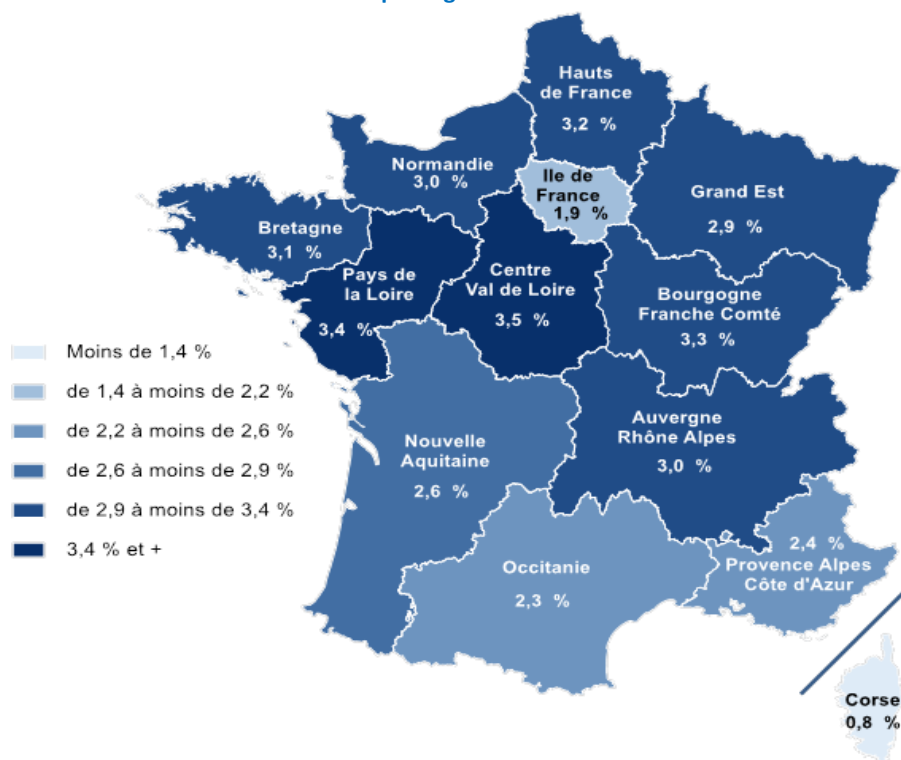 Hauts
de France
3,2 %
Normandie
3,0 %
Ile de
France
1,9 %
Grand Est
2,9 %
Bretagne
3,1 %
Pays de
la Loire
3,4 %
Centre
Val de Loire
3,5 %
Bourgogne
Franche Comté
3,3 %
Moins de 1,4 %
de 1,4 à moins de 2,2 %
de 2,2 à moins de 2,6 %
de 2,6 à moins de 2,9 %
de 2,9 à moins de 3,4 %
3,4 % et +
Nouvelle
Aquitaine
2,6 %
Auvergne
Rhône Alpes
3,0 %
Occitanie
2,3 %
2,4 %
Provence Alpes
Côte d'Azur
Corse
0,8 %